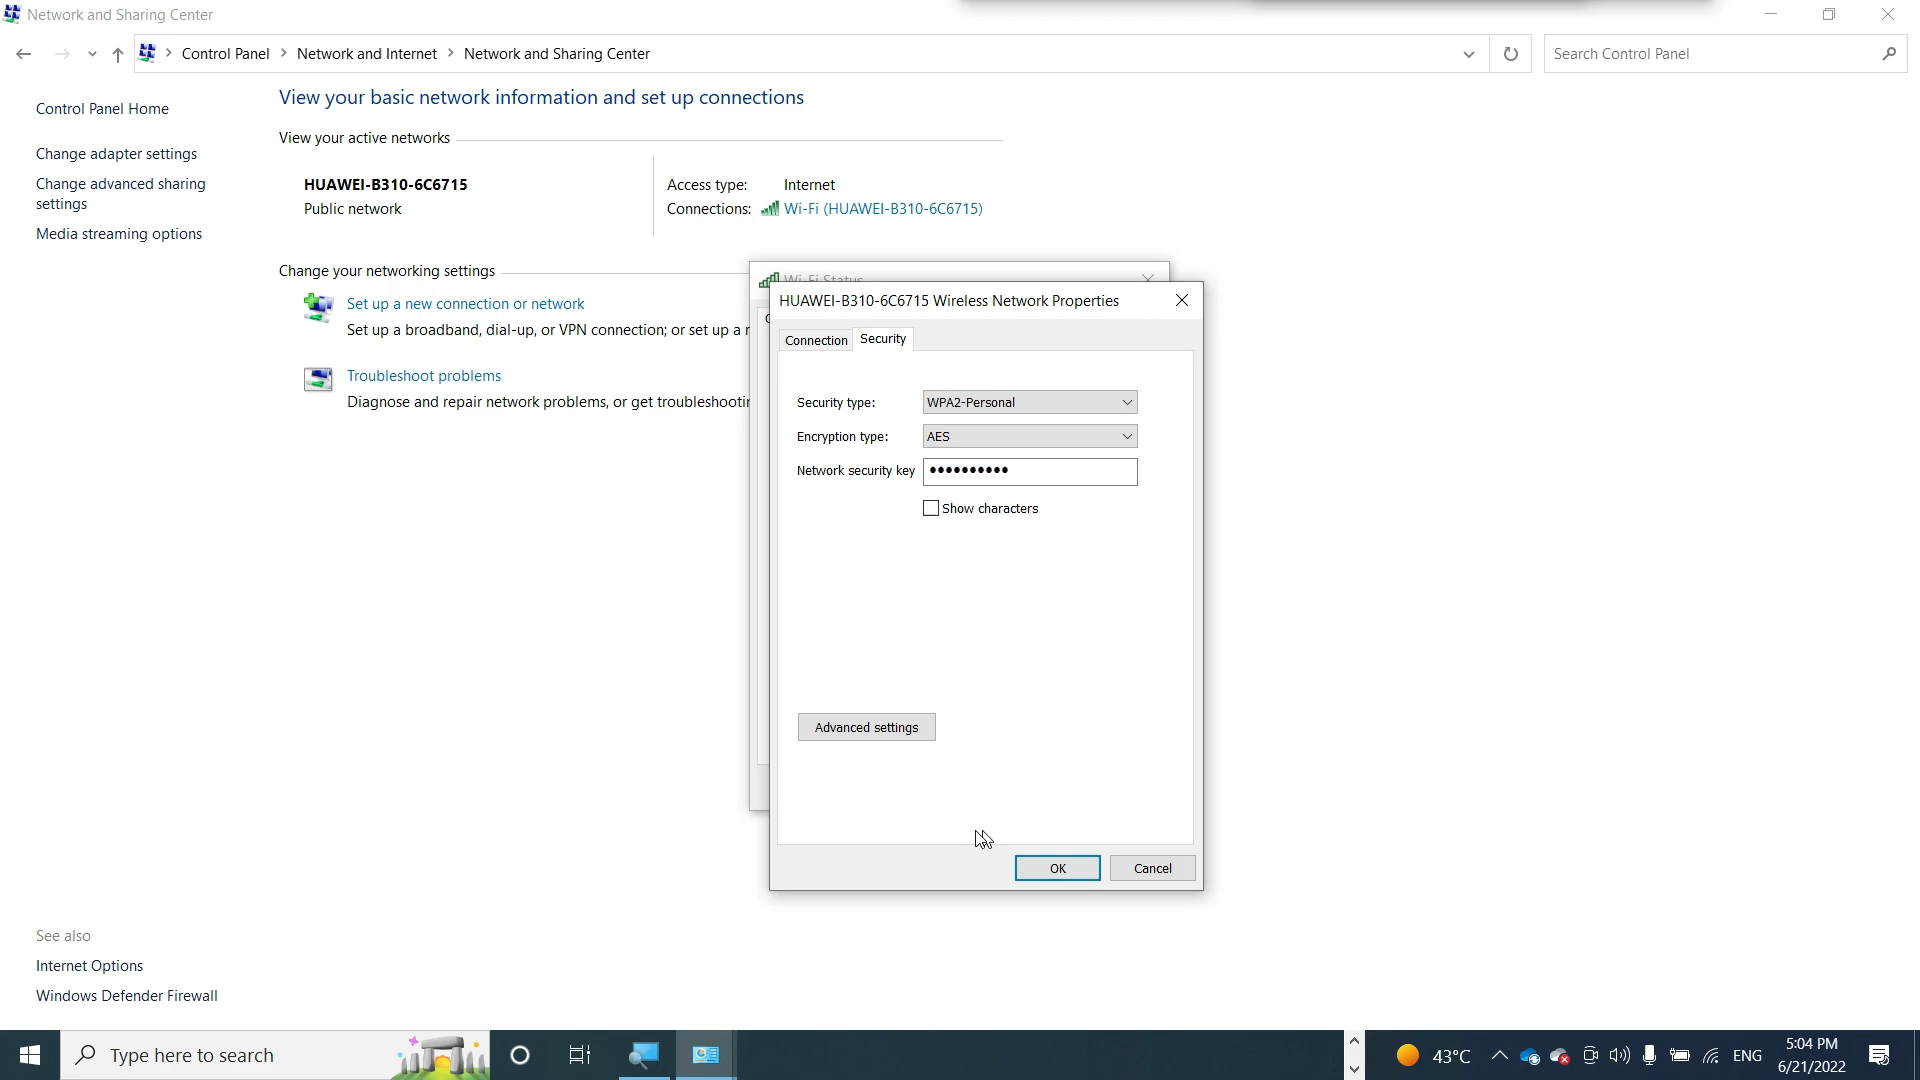 Network and Sharing Center
Control Panel > Network and Internet > Network and Sharing Center
Search Control Panel
Control Panel Home
Change adapter settings
Change advanced sharing
settings
Media streaming options
View your basic network information and set up connections
View your active networks
HUAWEI-B310-6C6715
Public network
Access type: Internet
Connections: Wi-Fi (HUAWEI-B310-6C6715)
Change your networking settings
Set up a new connection or network
Set up a broadband, dial-up, or VPN connection; or set up a r
Troubleshoot problems
Diagnose and repair network problems, or get troubleshootin
Wi-Fi Status
HUAWEI-B310-6C6715 Wireless Network Properties
Connection Security
Security type: WPA2-Personal
Encryption type: AES
Network security key ●●●●●●●●●●
Show characters
Advanced settings
OK Cancel
See also
Internet Options
Windows Defender Firewall
Type here to search
43°C
ENG
5:04 PM
6/21/2022